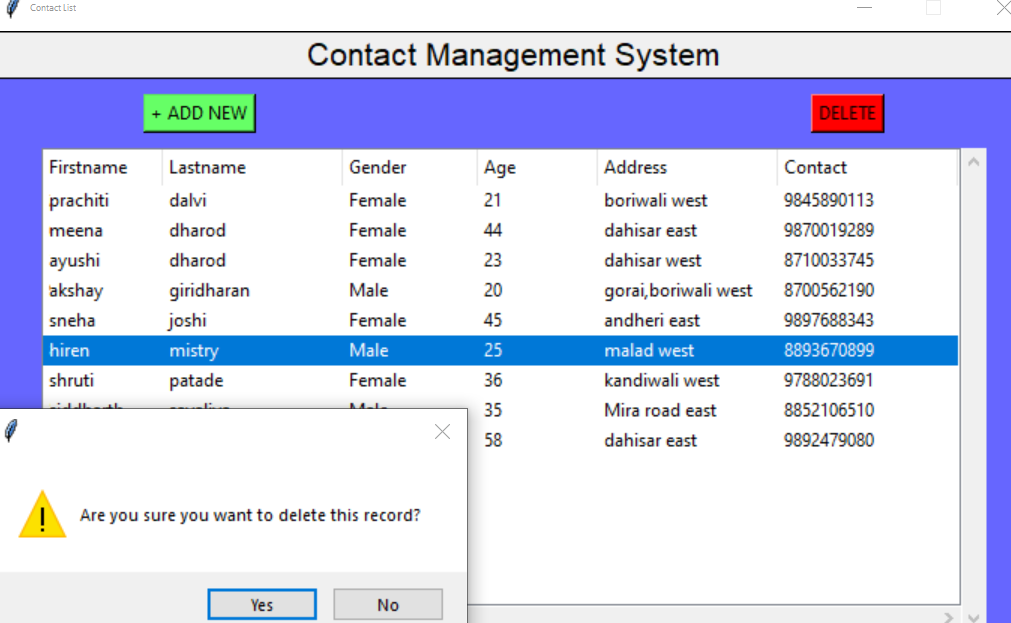 Contact List
Contact Management System
+ ADD NEW DELETE
Firstname Lastname Gender Age Address Contact
prachiti dalvi Female 21 boriwali west 9845890113
meena dharod Female 44 dahisar east 9870019289
ayushi dharod Female 23 dahisar west 8710033745
akshay giridharan Male 20 gorai,boriwali west 8700562190
sneha joshi Female 45 andheri east 9897688343
hiren mistry Male 25 malad west 8893670899
shruti patade Female 36 kandiwali west 9788023691
35 Mira road east 8852106510
58 dahisar east 9892479080
Are you sure you want to delete this record?
Yes No